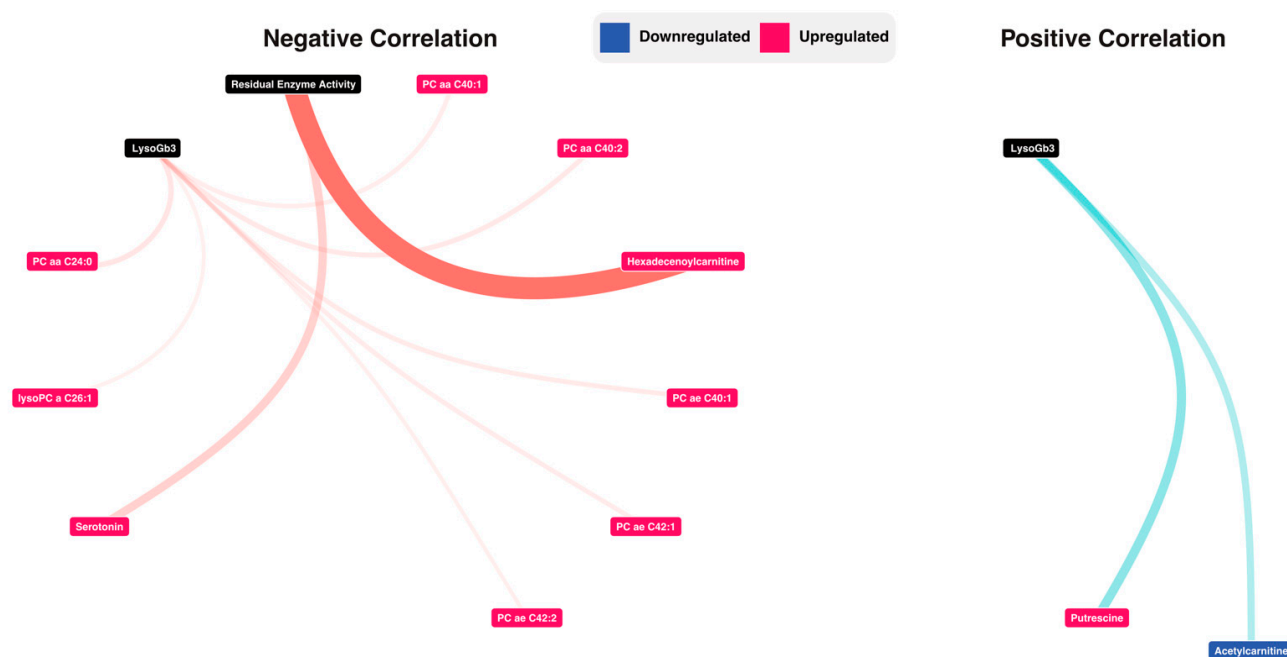 Negative Correlation
Downregulated
Upregulated
Positive Correlation
Residual Enzyme Activity
PC aa C40:1
LysoGb3
PC aa C40:2
LysoGb3
PC aa C24:0
Hexadecenoylcarnitine
lysoPC a C26:1
PC ae C40:1
Serotonin
PC ae C42:1
PC ae C42:2
Putrescine
Acetylcarnitine